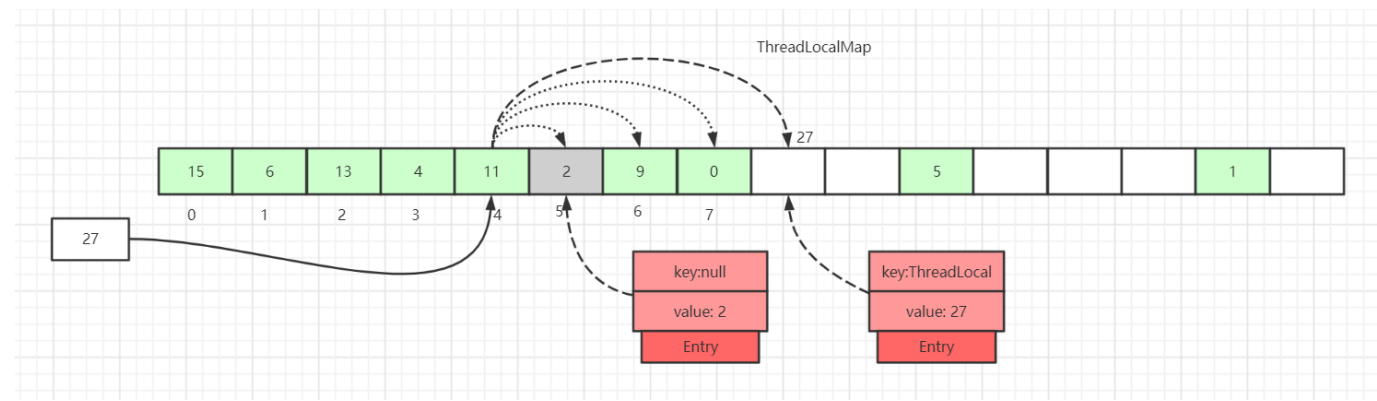 ThreadLocalMap
27
15 6 13 4 11 2 9 0 5 1
0 1 2 3 4 5 6 7
27
key:null key:ThreadLocal
value: 2 value: 27
Entry Entry